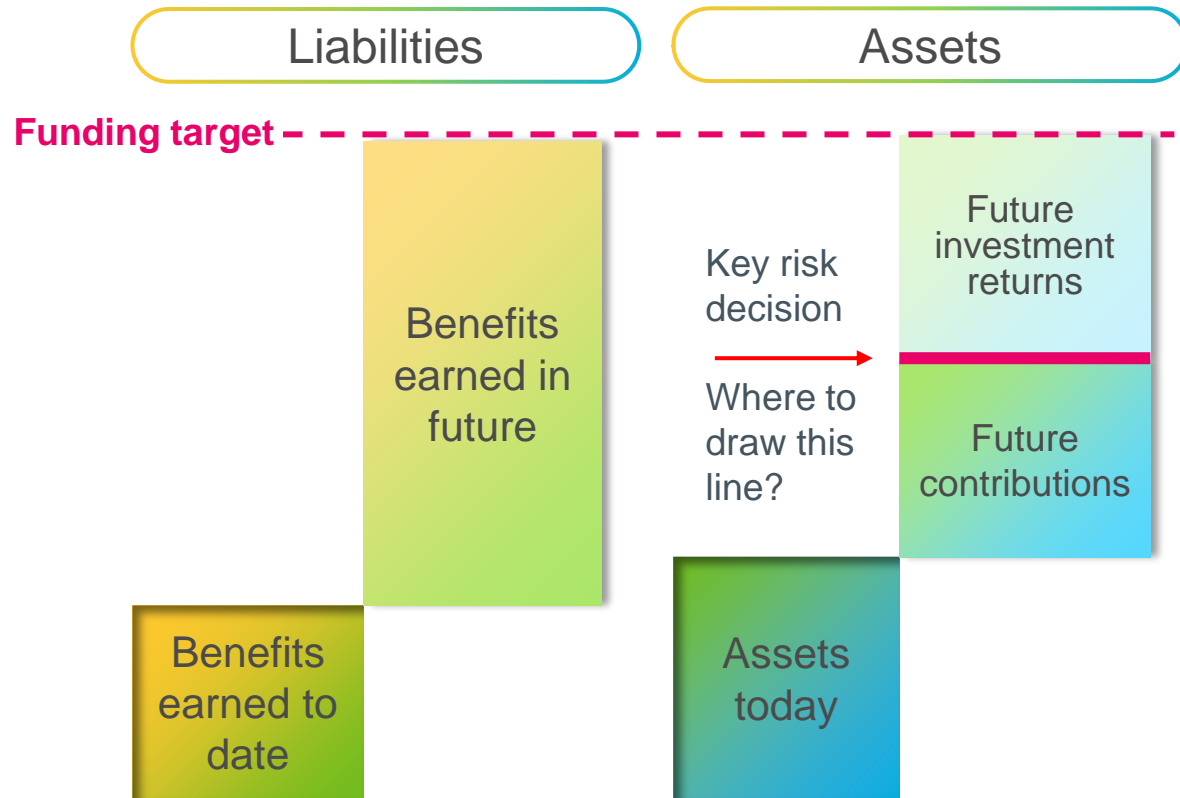 Liabilities
Assets
Funding target
Benefits
earned in
future
Benefits
earned to
date
Key risk
decision
Where to
draw this
line?
Future
investment
returns
Future
contributions
Assets
today